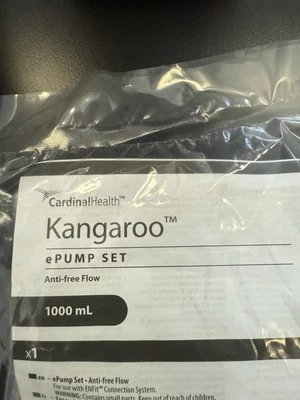 CardinalHealth™
Kangaroo™
ePUMP SET
Anti-free Flow
1000 mL
x1
en – ePump Set • Anti-free Flow
For use with ENFit™ Connection System.
WARNING: Contains small parts. Keep out of reach of children.